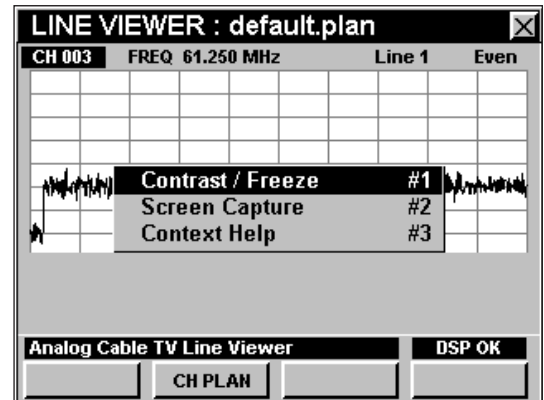 LINE VIEWER : default.plan
CH 003 FREQ 61.250 MHz Line 1 Even
Contrast / Freeze #1
Screen Capture #2
Context Help #3
Analog Cable TV Line Viewer DSP OK
CH PLAN